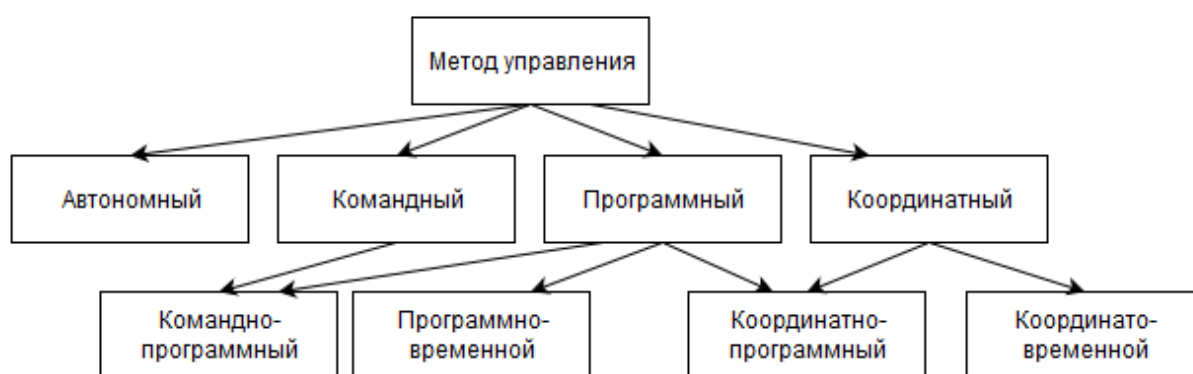 Метод управления
Автономный
Командный
Программный
Координатный
Командно-
программный
Программно-
временной
Координатно-
программный
Координато-
временной